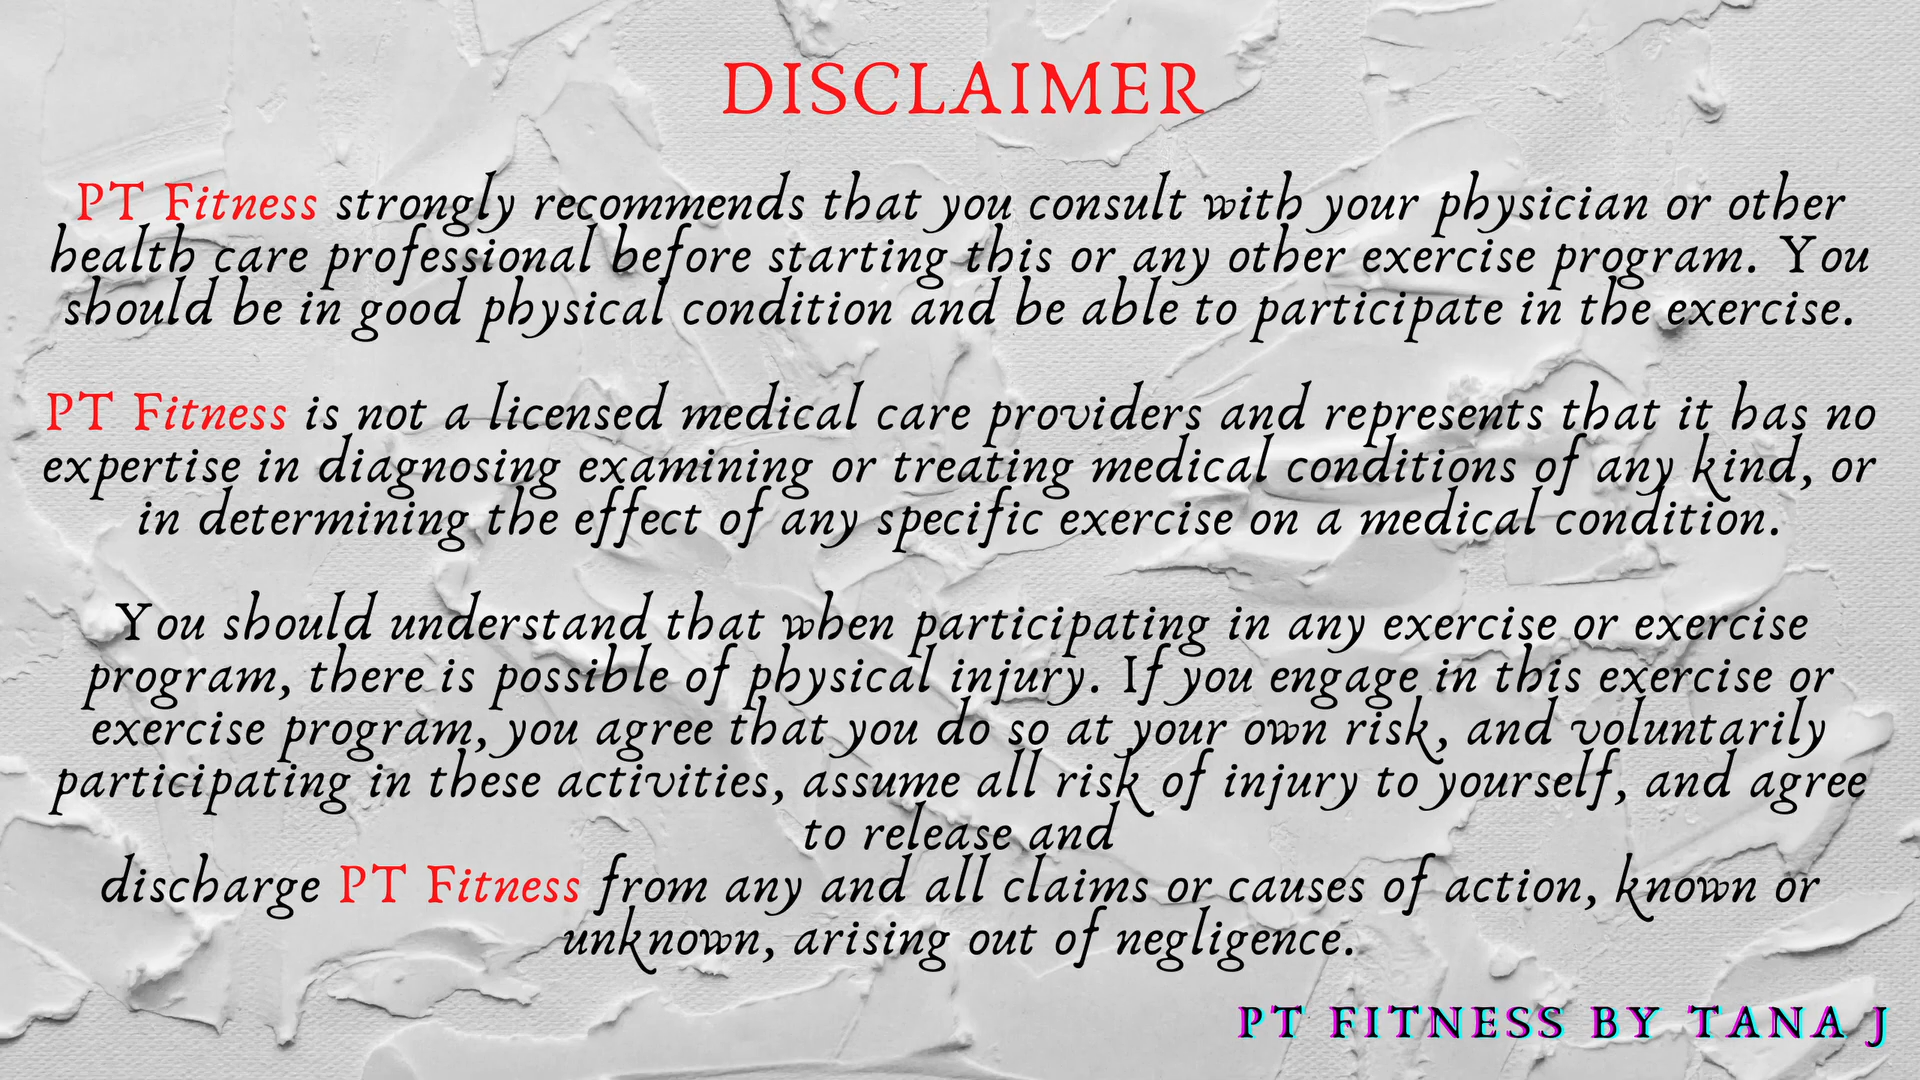 DISCLAIMER
PT Fitness strongly recommends that you consult with your physician or other
health care professional before starting this or any other exercise program. You
should be in good physical condition and be able to participate in the exercise.
PT Fitness is not a licensed medical care providers and represents that it has no
expertise in diagnosing examining or treating medical conditions of any kind, or
in determining the effect of any specific exercise on a medical condition.
You should understand that when participating in any exercise or exercise
program, there is possible of physical injury. If you engage in this exercise or
exercise program, you agree that you do so at your own risk, and voluntarily
participating in these activities, assume all risk of injury to yourself, and agree
to release and
discharge PT Fitness from any and all claims or causes of action, known or
unknown, arising out of negligence.
PT FITNESS BY TANA J